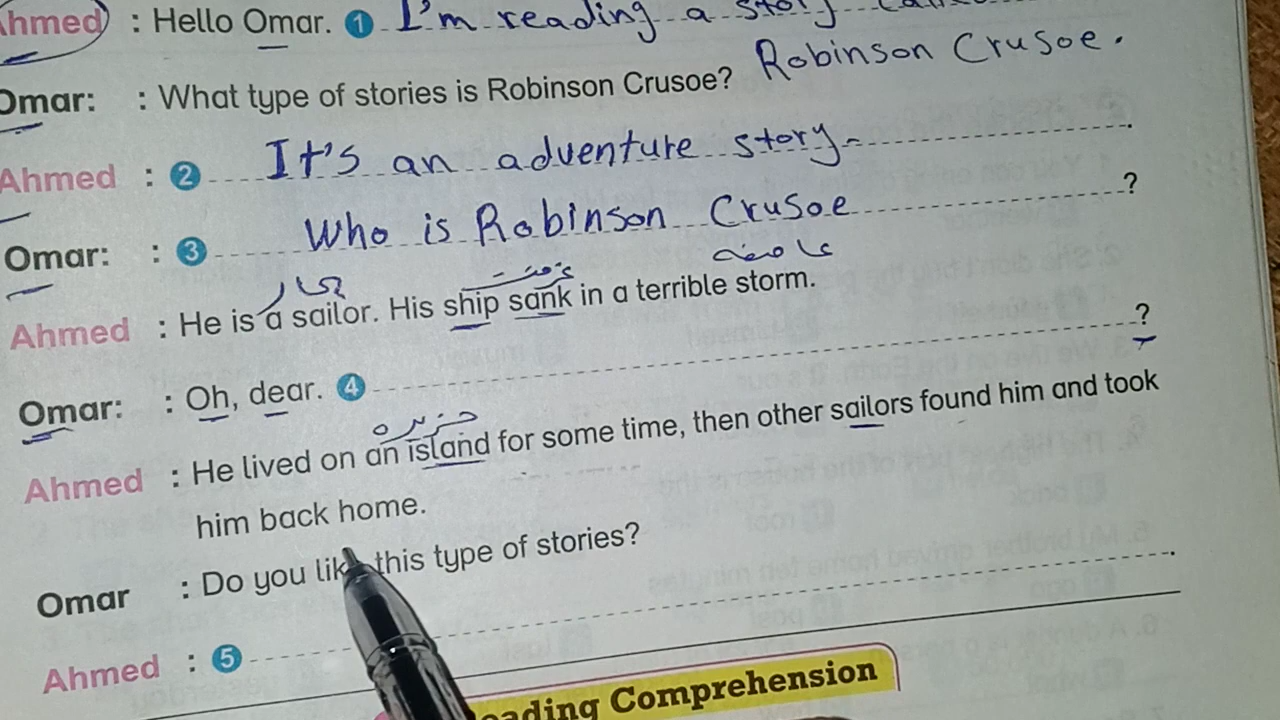 Ahmed : Hello Omar. 1 I'm reading a story
Robinson Crusoe.
Omar: : What type of stories is Robinson Crusoe?
Ahmed : 2 It's an adventure story.
Omar: : 3 Who is Robinson Crusoe ?
بحار غرقت عاصفة
Ahmed : He is a sailor. His ship sank in a terrible storm.
Omar: : Oh, dear. 4 ?
جزيره
Ahmed : He lived on an island for some time, then other sailors found him and took
him back home.
Omar : Do you like this type of stories?
Ahmed : 5 .
eading Comprehension